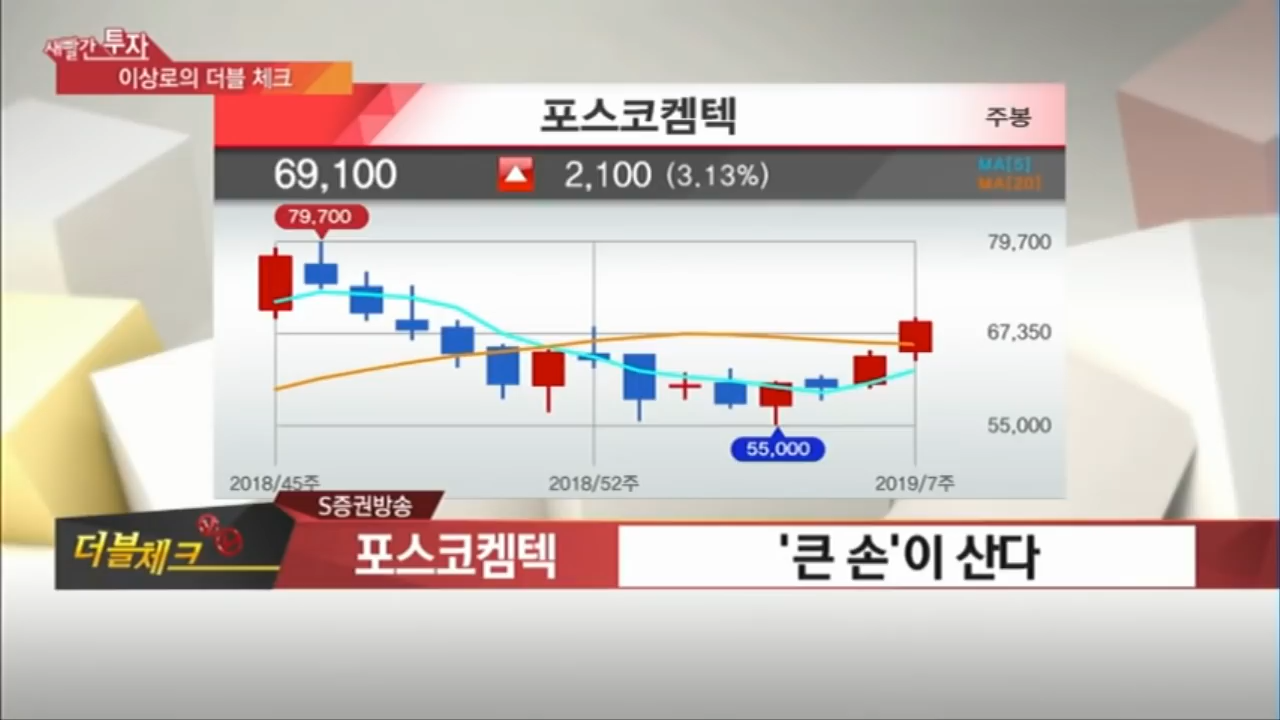 새빨간 투자
이상로의 더블 체크
포스코켐텍
주봉
69,100 2,100 (3.13%)
MA[5]
MA[20]
79,700
79,700
67,350
55,000
55,000
2018/45주 2018/52주 2019/7주
S증권방송
더블체크
포스코켐텍 '큰 손'이 산다